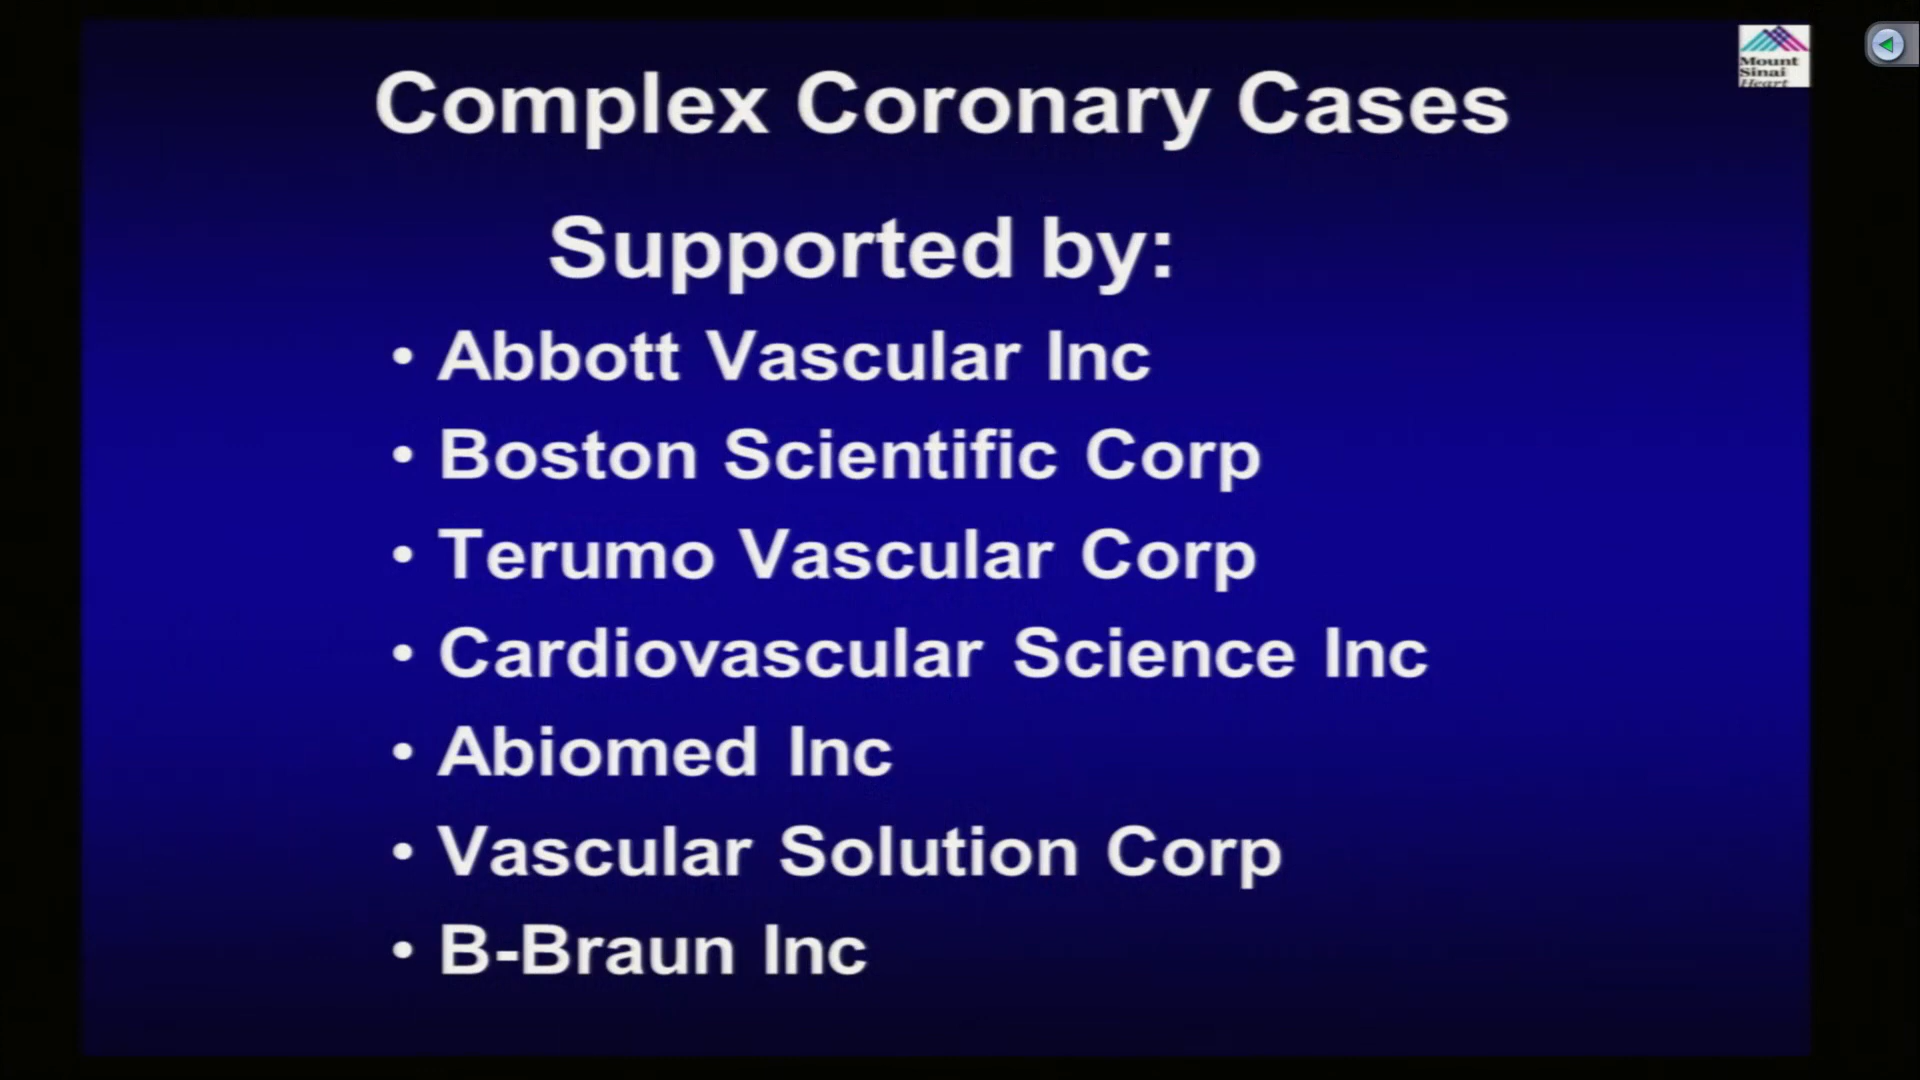 Complex Coronary Cases
Mount
Sinai
Heart
Supported by:
• Abbott Vascular Inc
• Boston Scientific Corp
• Terumo Vascular Corp
• Cardiovascular Science Inc
• Abiomed Inc
• Vascular Solution Corp
• B-Braun Inc